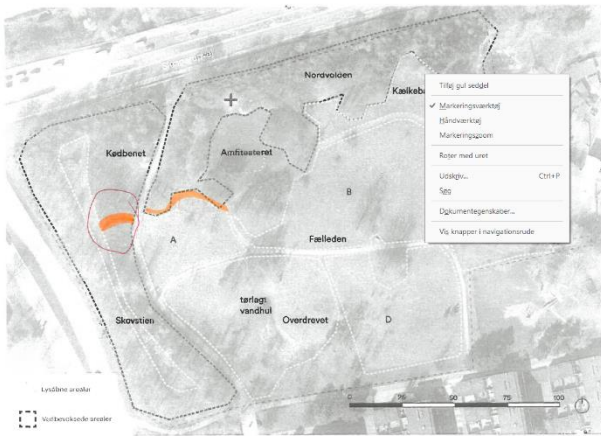 Nordvolden
Kælkeba
Kødbenet
Amfiteateret
B
A
Fælleden
tørlagt
vandhul
Skovstien
Overdrevet
D
Tilføj gul seddel
Markeringsværktøj
Håndværktøj
Markeringszoom
Roter med uret
Udskriv... Ctrl+P
Søg
Dokumentegenskaber...
Vis knapper i navigationsrude
Lysåbne arealer
Vedbevoksede arealer
0 25 50 75 100